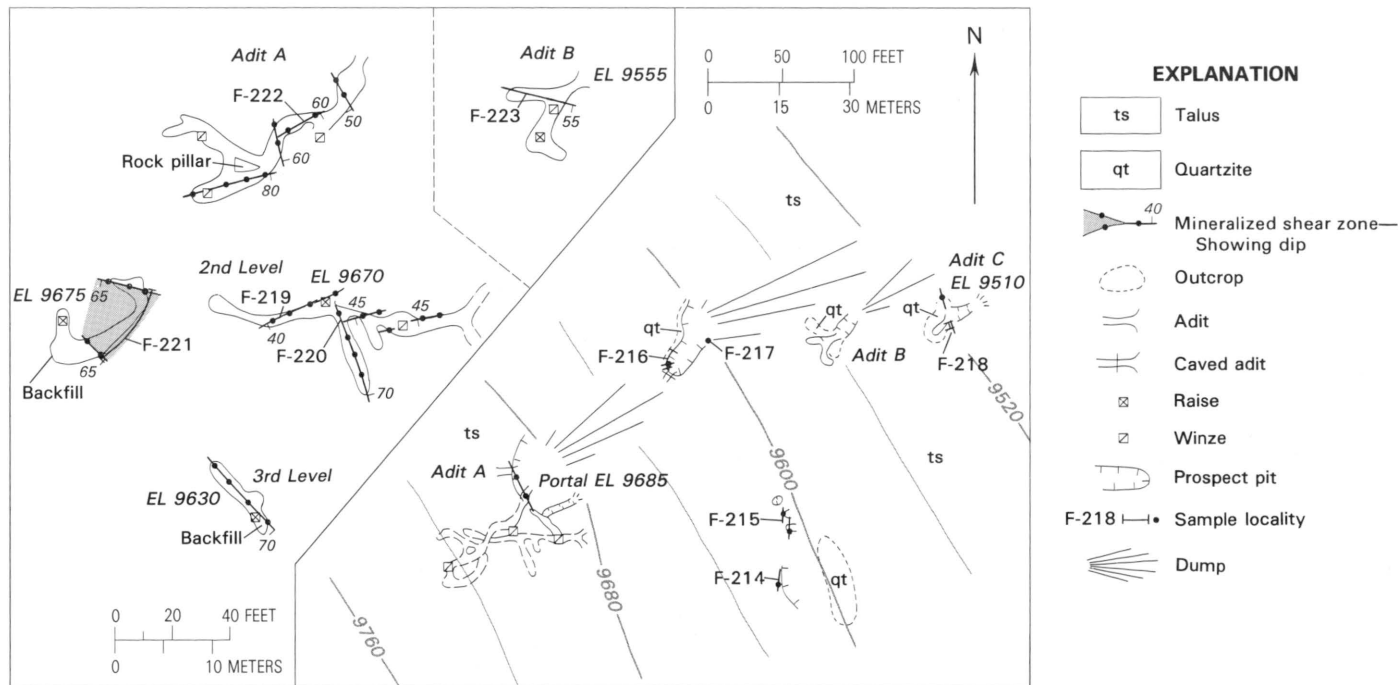 Adit A
F-222
60
50
60
Rock pillar
80
Adit B
EL 9555
F-223
55
0 50 100 FEET
0 15 30 METERS
N
ts
2nd Level
EL 9670
EL 9675
65
F-219
45
45
40
F-221
F-220
65
70
Backfill
Adit C
EL 9510
qt
qt
qt
F-216
F-217
Adit B
F-218
9520
ts
3rd Level
EL 9630
Backfill
70
Adit A
Portal EL 9685
9600
ts
F-215
F-214
qt
9680
9760
0 20 40 FEET
0 10 METERS
EXPLANATION
ts Talus
qt Quartzite
40
Mineralized shear zone—
Showing dip
Outcrop
Adit
Caved adit
Raise
Winze
Prospect pit
F-218 Sample locality
Dump